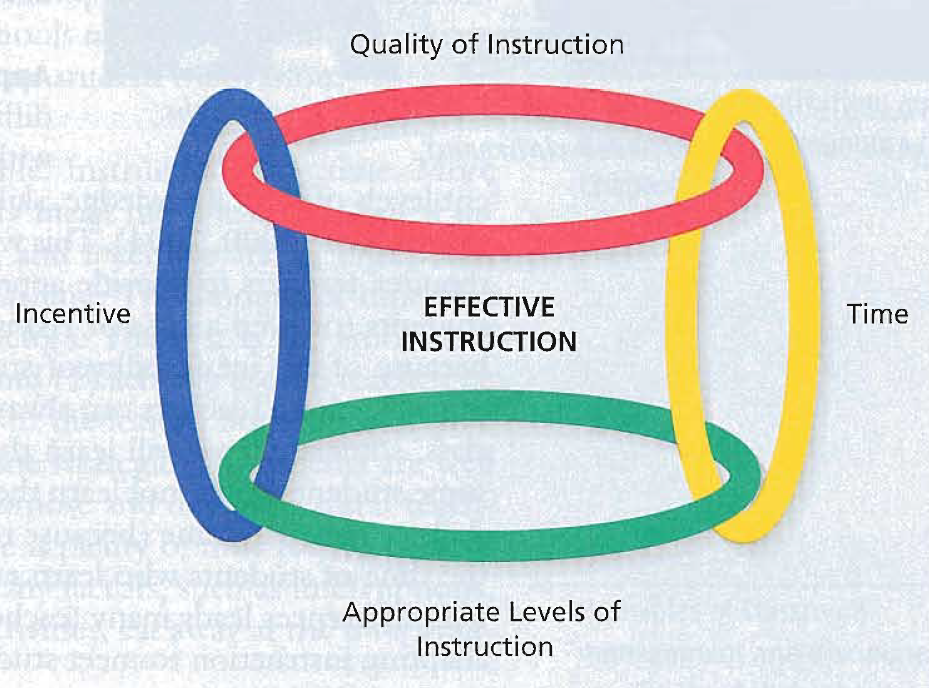 Quality of Instruction
Incentive
EFFECTIVE
INSTRUCTION
Time
Appropriate Levels of
Instruction